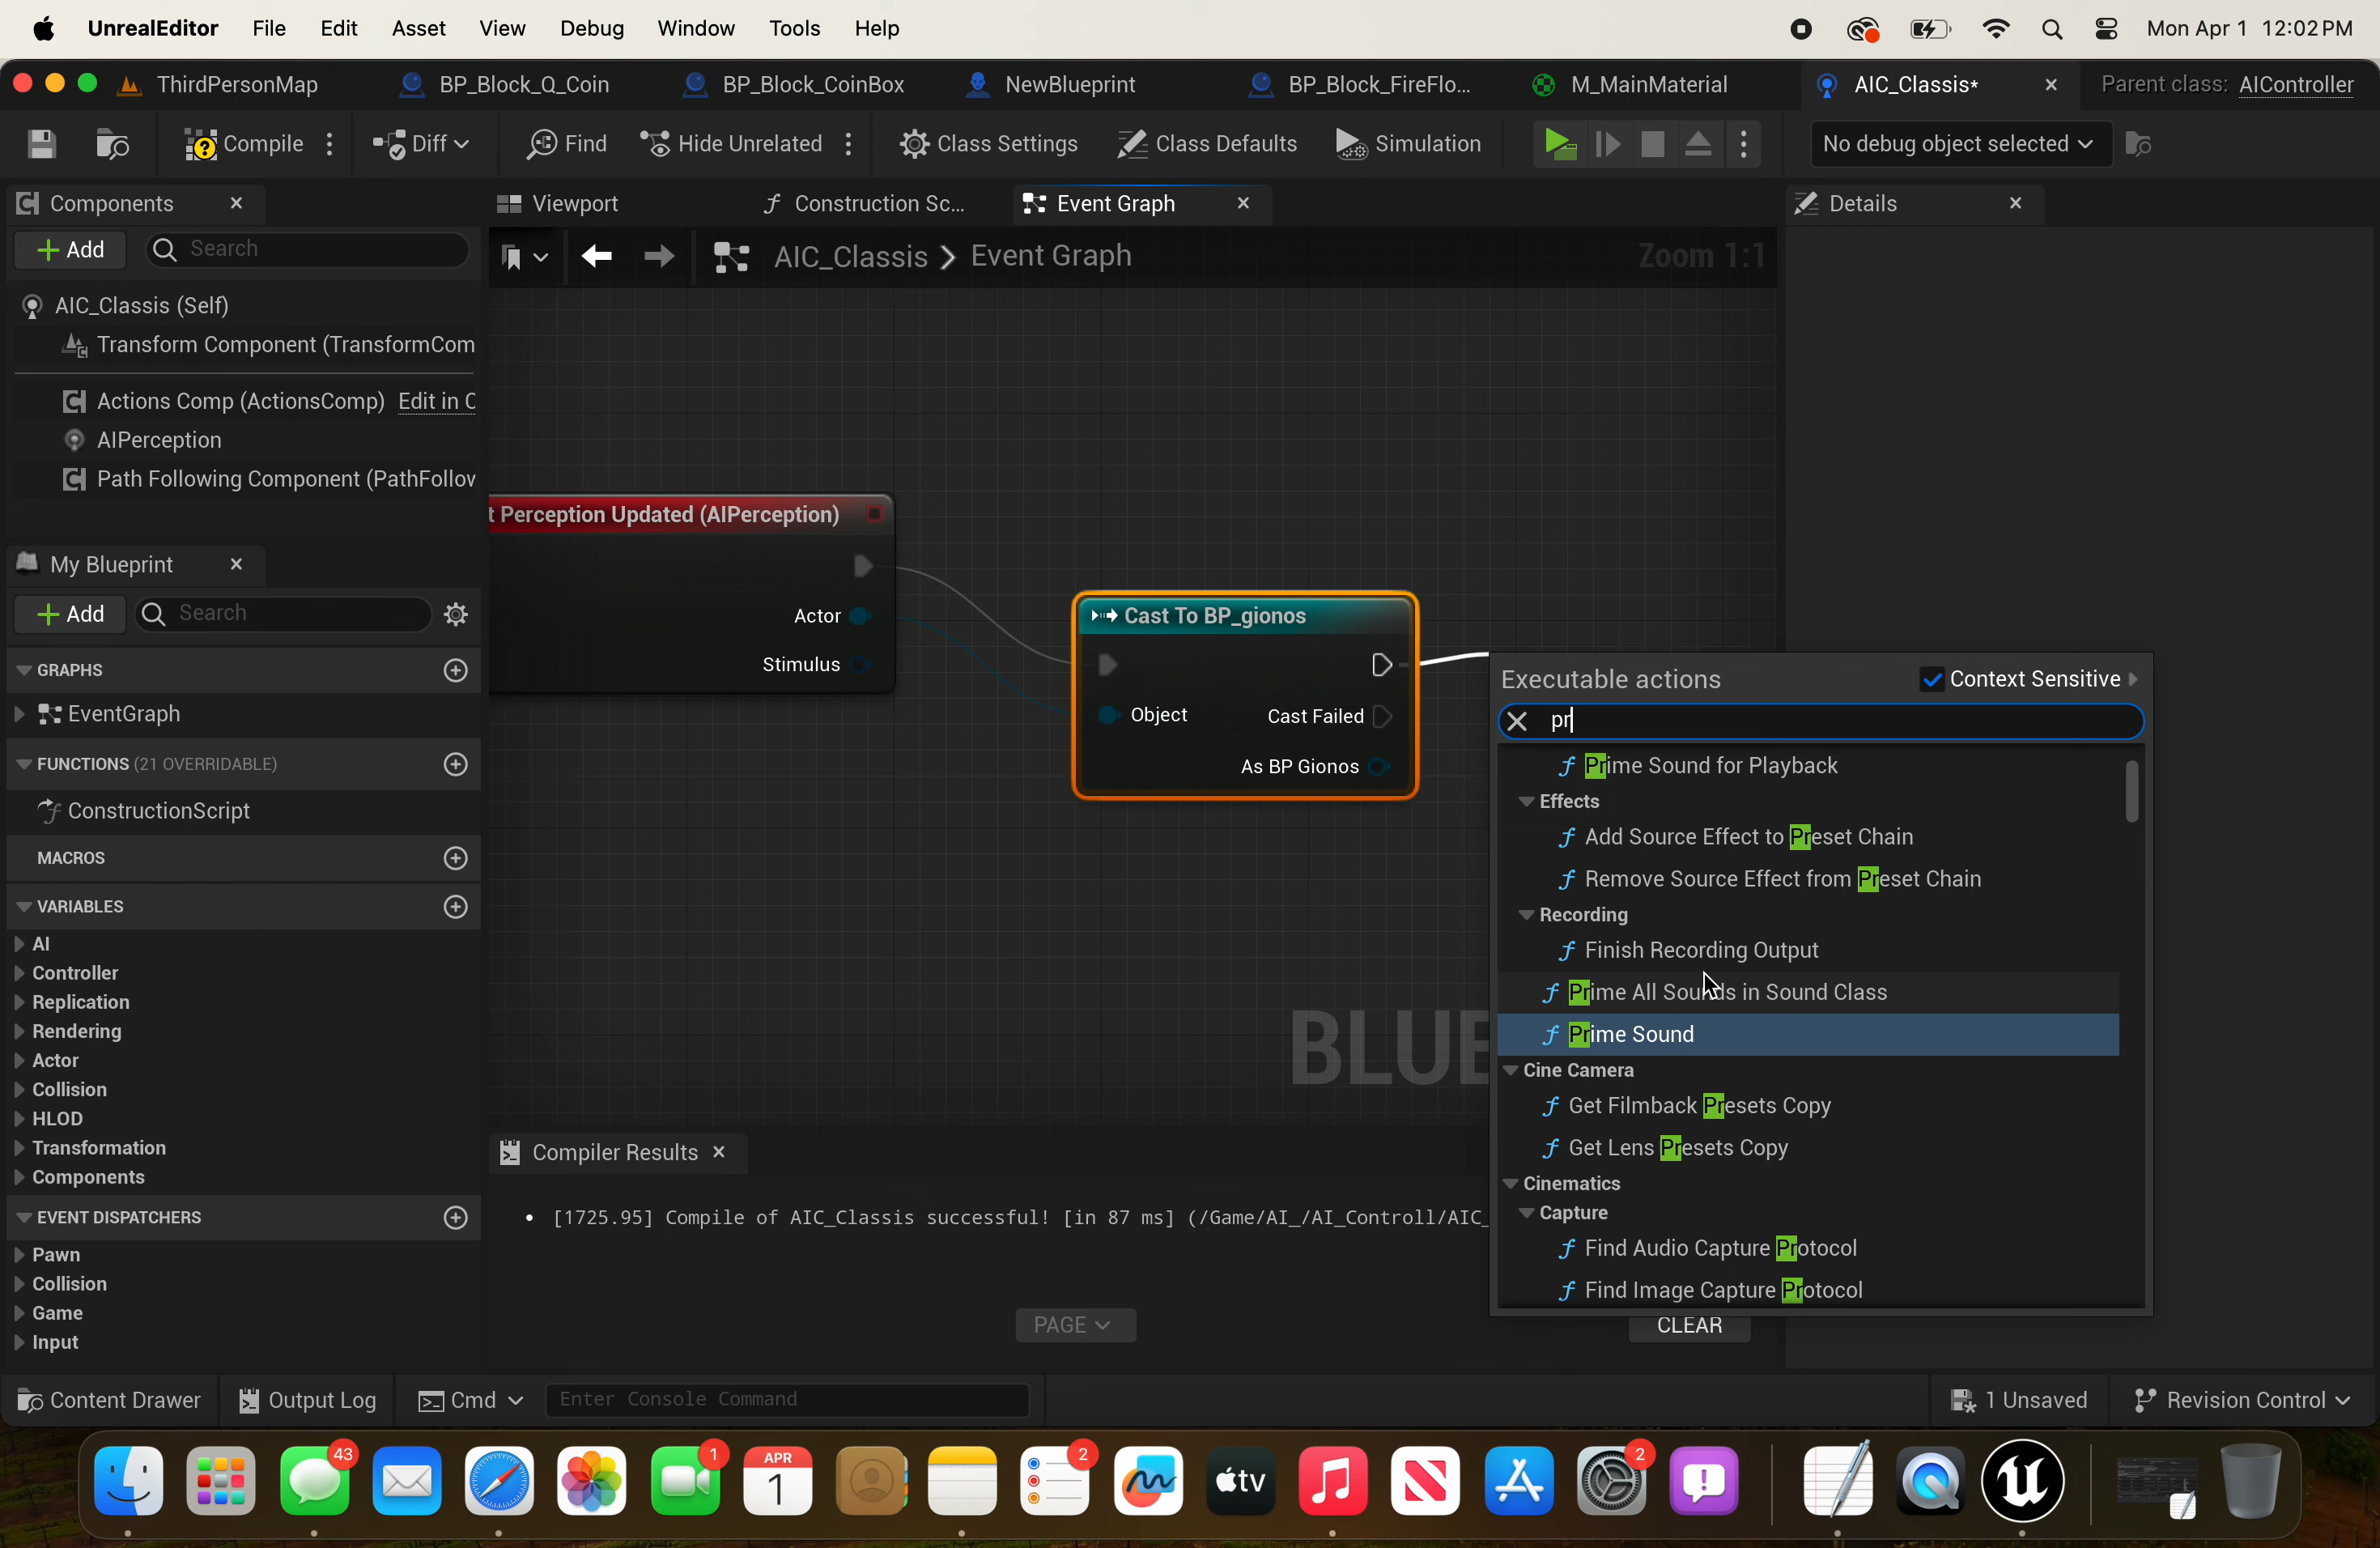 UnrealEditor File Edit Asset View Debug Window Tools Help Mon Apr 1 12:02 PM
ThirdPersonMap BP_Block_Q_Coin BP_Block_CoinBox NewBlueprint BP_Block_FireFlo... M_MainMaterial AIC_Classis* Parent class: AIController
Compile Diff Find Hide Unrelated Class Settings Class Defaults Simulation No debug object selected
Components Viewport Construction Sc... Event Graph Details
Add Search AIC_Classis Event Graph Zoom 1:1
AIC_Classis (Self)
Transform Component (TransformCom
Actions Comp (ActionsComp) Edit in C
AIPerception
Path Following Component (PathFollow
t Perception Updated (AIPerception)
Actor
Stimulus
Cast To BP_gionos
Object Cast Failed
As BP Gionos
My Blueprint
Add Search
GRAPHS
EventGraph
FUNCTIONS (21 OVERRIDABLE)
ConstructionScript
MACROS
VARIABLES
AI
Controller
Replication
Rendering
Actor
Collision
HLOD
Transformation
Components
EVENT DISPATCHERS
Pawn
Collision
Game
Input
Executable actions Context Sensitive
pr
Prime Sound for Playback
Effects
Add Source Effect to Preset Chain
Remove Source Effect from Preset Chain
Recording
Finish Recording Output
Prime All Sounds in Sound Class
Prime Sound
Cine Camera
Get Filmback Presets Copy
Get Lens Presets Copy
Cinematics
Capture
Find Audio Capture Protocol
Find Image Capture Protocol
BLUE
Compiler Results
• [1725.95] Compile of AIC_Classis successful! [in 87 ms] (/Game/AI_/AI_Controll/AIC_
PAGE CLEAR
Content Drawer Output Log Cmd Enter Console Command 1 Unsaved Revision Control
43 1 APR 1 2 tv 2